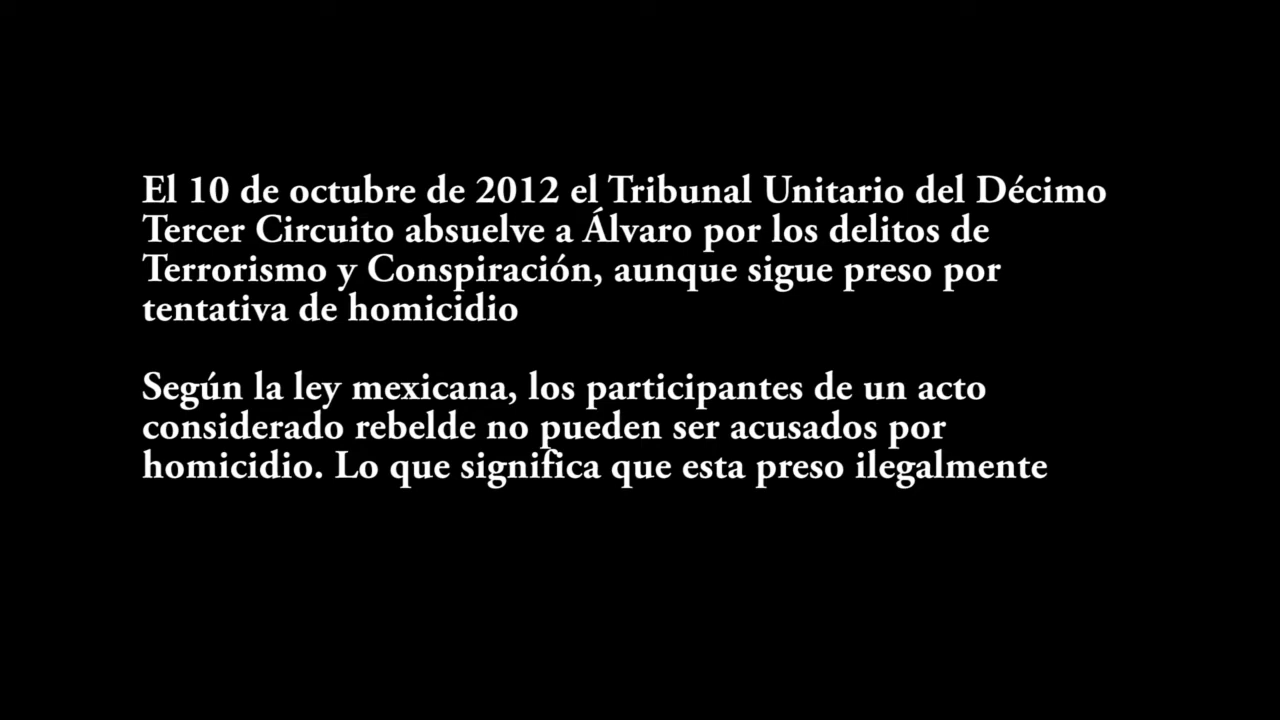 El 10 de octubre de 2012 el Tribunal Unitario del Décimo
Tercer Circuito absuelve a Álvaro por los delitos de
Terrorismo y Conspiración, aunque sigue preso por
tentativa de homicidio
Según la ley mexicana, los participantes de un acto
considerado rebelde no pueden ser acusados por
homicidio. Lo que significa que esta preso ilegalmente